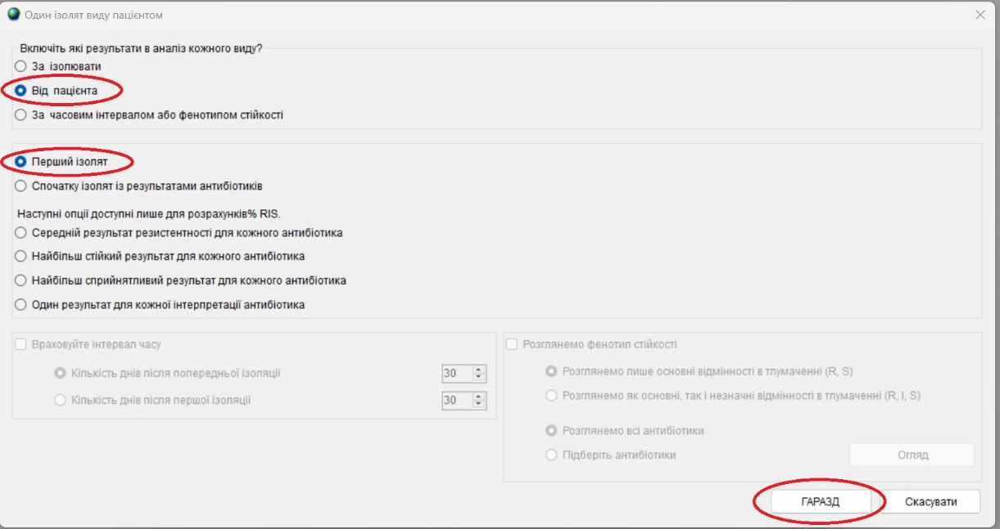 Один ізолят виду пацієнтом
Включіть які результати в аналіз кожного виду?
За ізолювати
Від пацієнта
За часовим інтервалом або фенотипом стійкості
Перший ізолят
Спочатку ізолят із результатами антибіотиків
Наступні опції доступні лише для розрахунків% RIS.
Середній результат резистентності для кожного антибіотика
Найбільш стійкий результат для кожного антибіотика
Найбільш сприйнятливий результат для кожного антибіотика
Один результат для кожної інтерпретації антибіотика
Враховуйте інтервал часу
Кількість днів після попередньої ізоляції 30
Кількість днів після першої ізоляції 30
Розглянемо фенотип стійкості
Розглянемо лише основні відмінності в тлумаченні (R, S)
Розглянемо як основні, так і незначні відмінності в тлумаченні (R, I, S)
Розглянемо всі антибіотики
Підберіть антибіотики Огляд
ГАРАЗД Скасувати